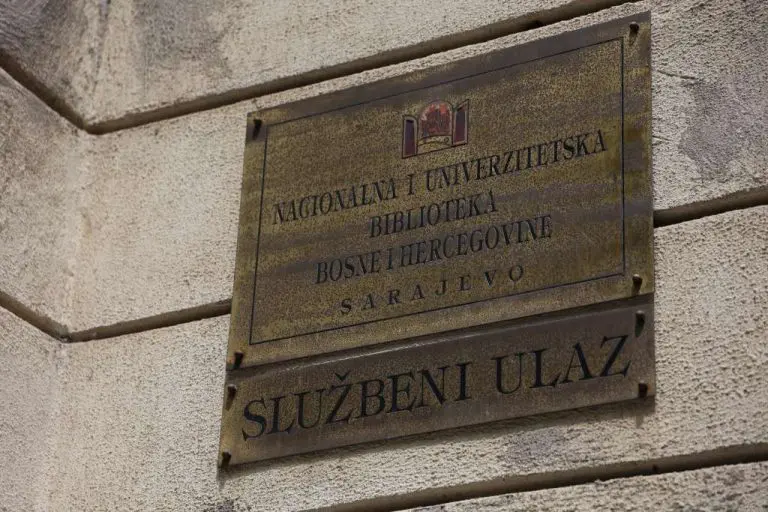 NACIONALNA I UNIVERZITETSKA
BIBLIOTEKA
BOSNE I HERCEGOVINE
SARAJEVO
SLUŽBENI ULAZ